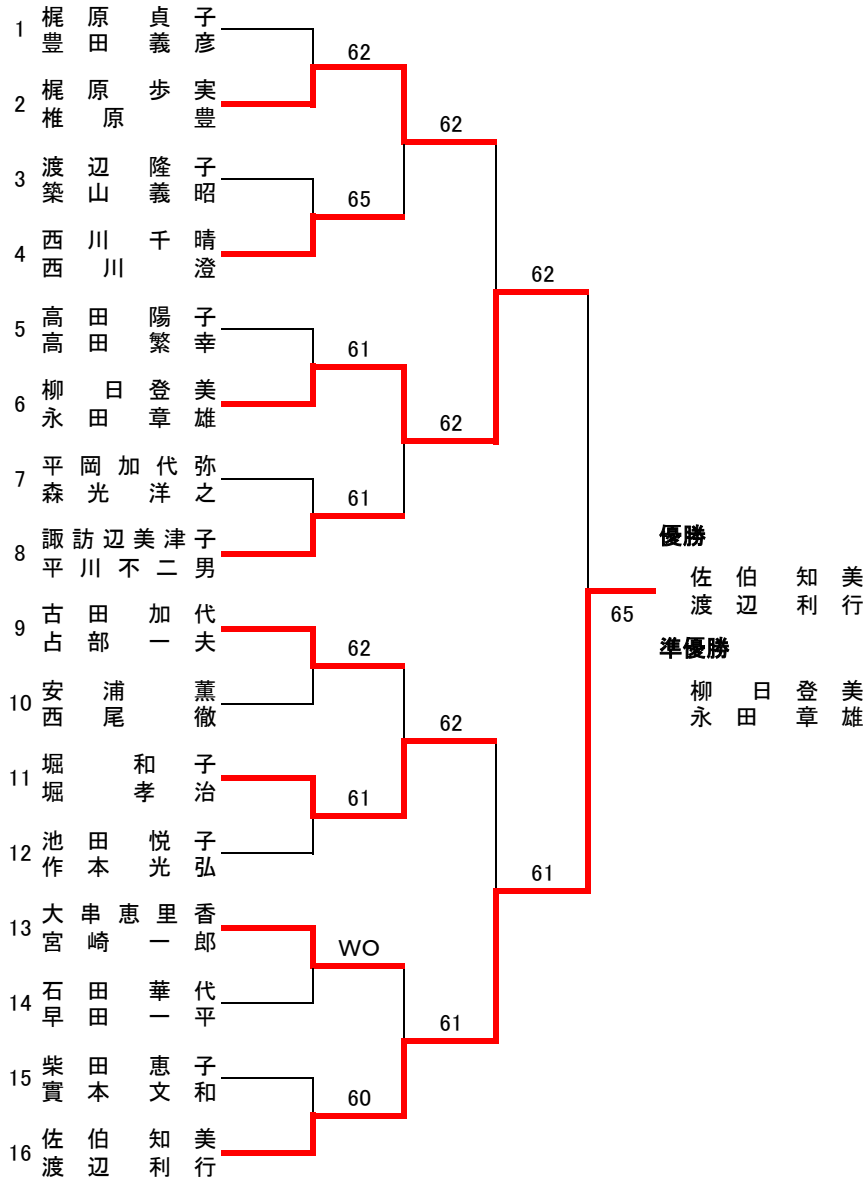 1 梶原貞子
豊田義彦
2 梶原歩実
椎原豊
3 渡辺隆子
築山義昭
4 西川千晴
西川澄
5 高田陽子
高田繁幸
6 柳日登美
永田章雄
7 平岡加代弥
森光洋之
8 諏訪辺美津子
平川不二男
9 古田加代
占部一夫
10 安浦薫
西尾徹
11 堀和子
堀孝治
12 池田悦子
作本光弘
13 大串恵里香
宮崎一郎
14 石田華代
早田一平
15 柴田恵子
實本文和
16 佐伯知美
渡辺利行
62
65
61
61
62
61
WO
60
62
62
62
61
62
61
65
優勝
佐伯知美
渡辺利行
準優勝
柳日登美
永田章雄